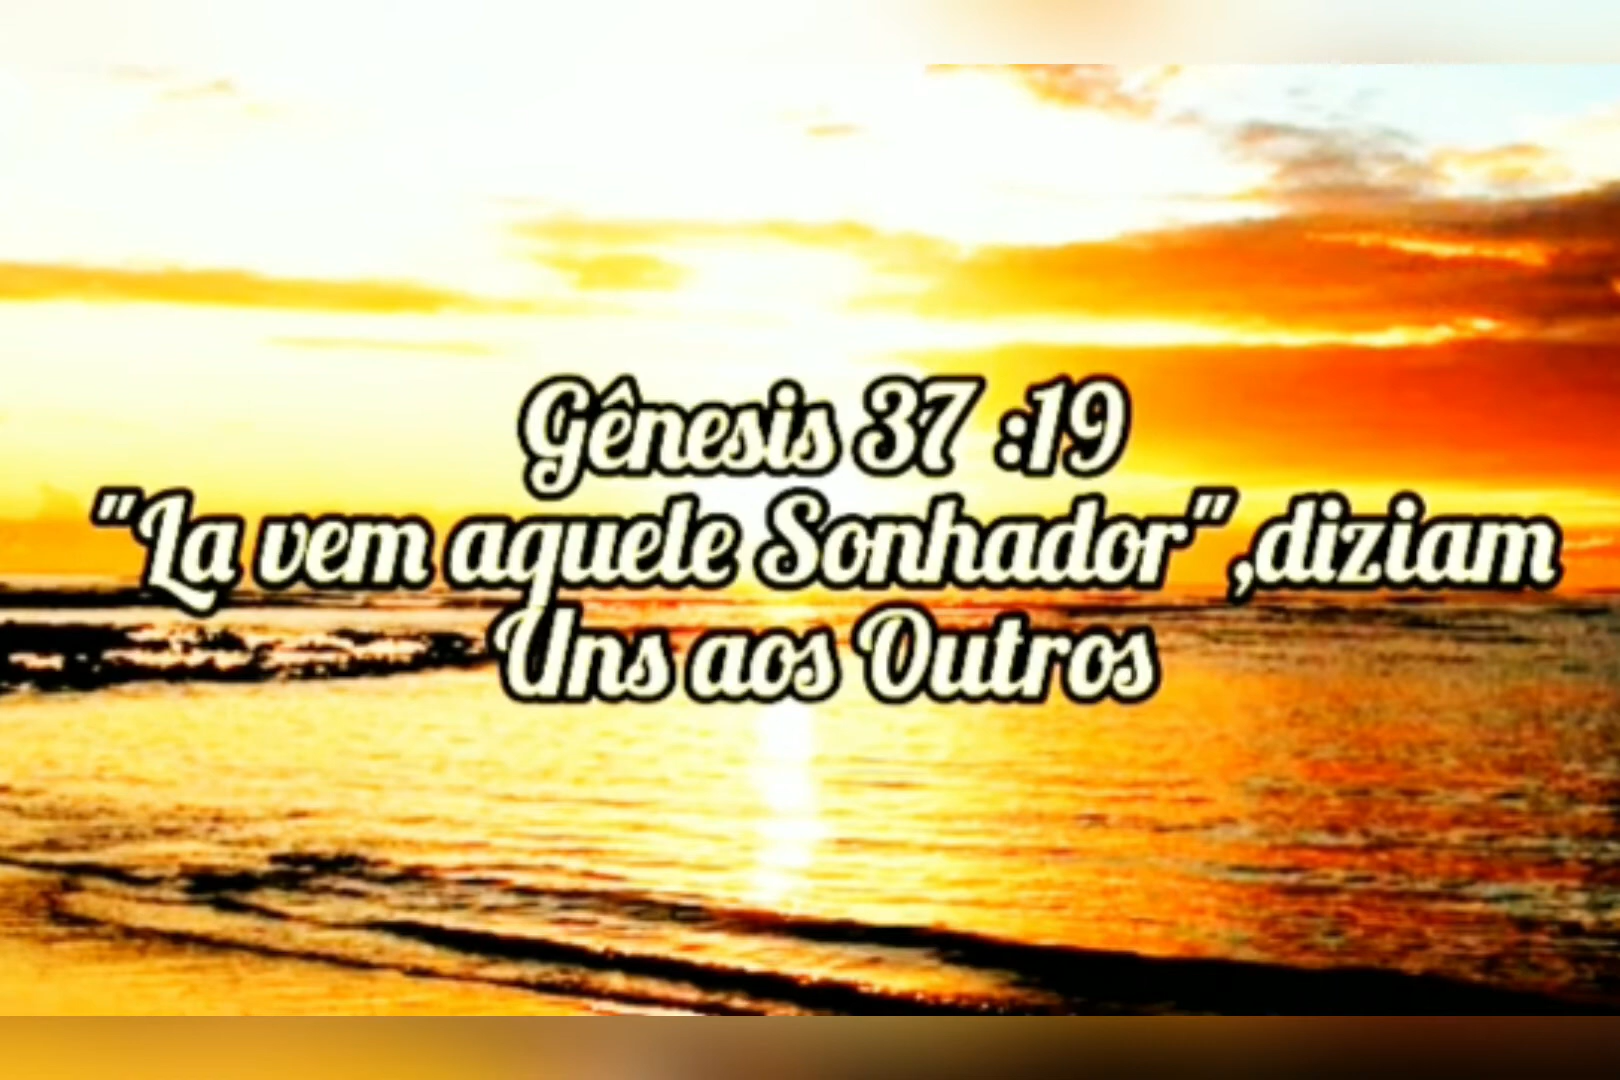 Gênesis 37 :19
"La vem aquele Sonhador" ,diziam
Uns aos Outros